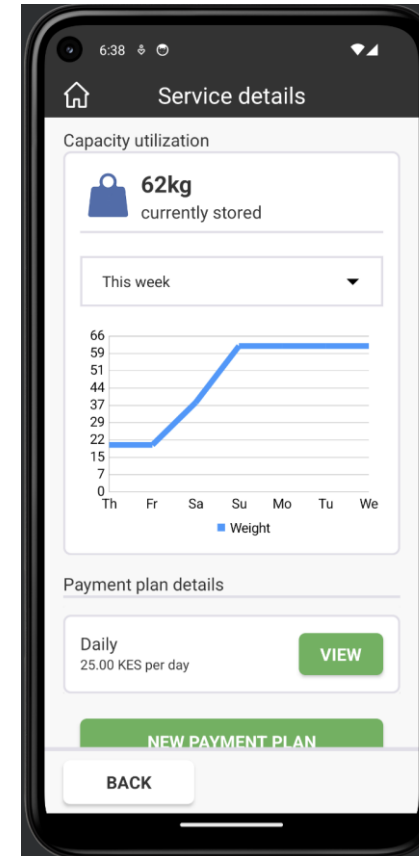 6:38
Service details
Capacity utilization
62kg
currently stored
This week
66
59
51
44
37
29
22
15
7
0
Th Fr Sa Su Mo Tu We
Weight
Payment plan details
Daily
25.00 KES per day
VIEW
NEW PAYMENT PLAN
BACK